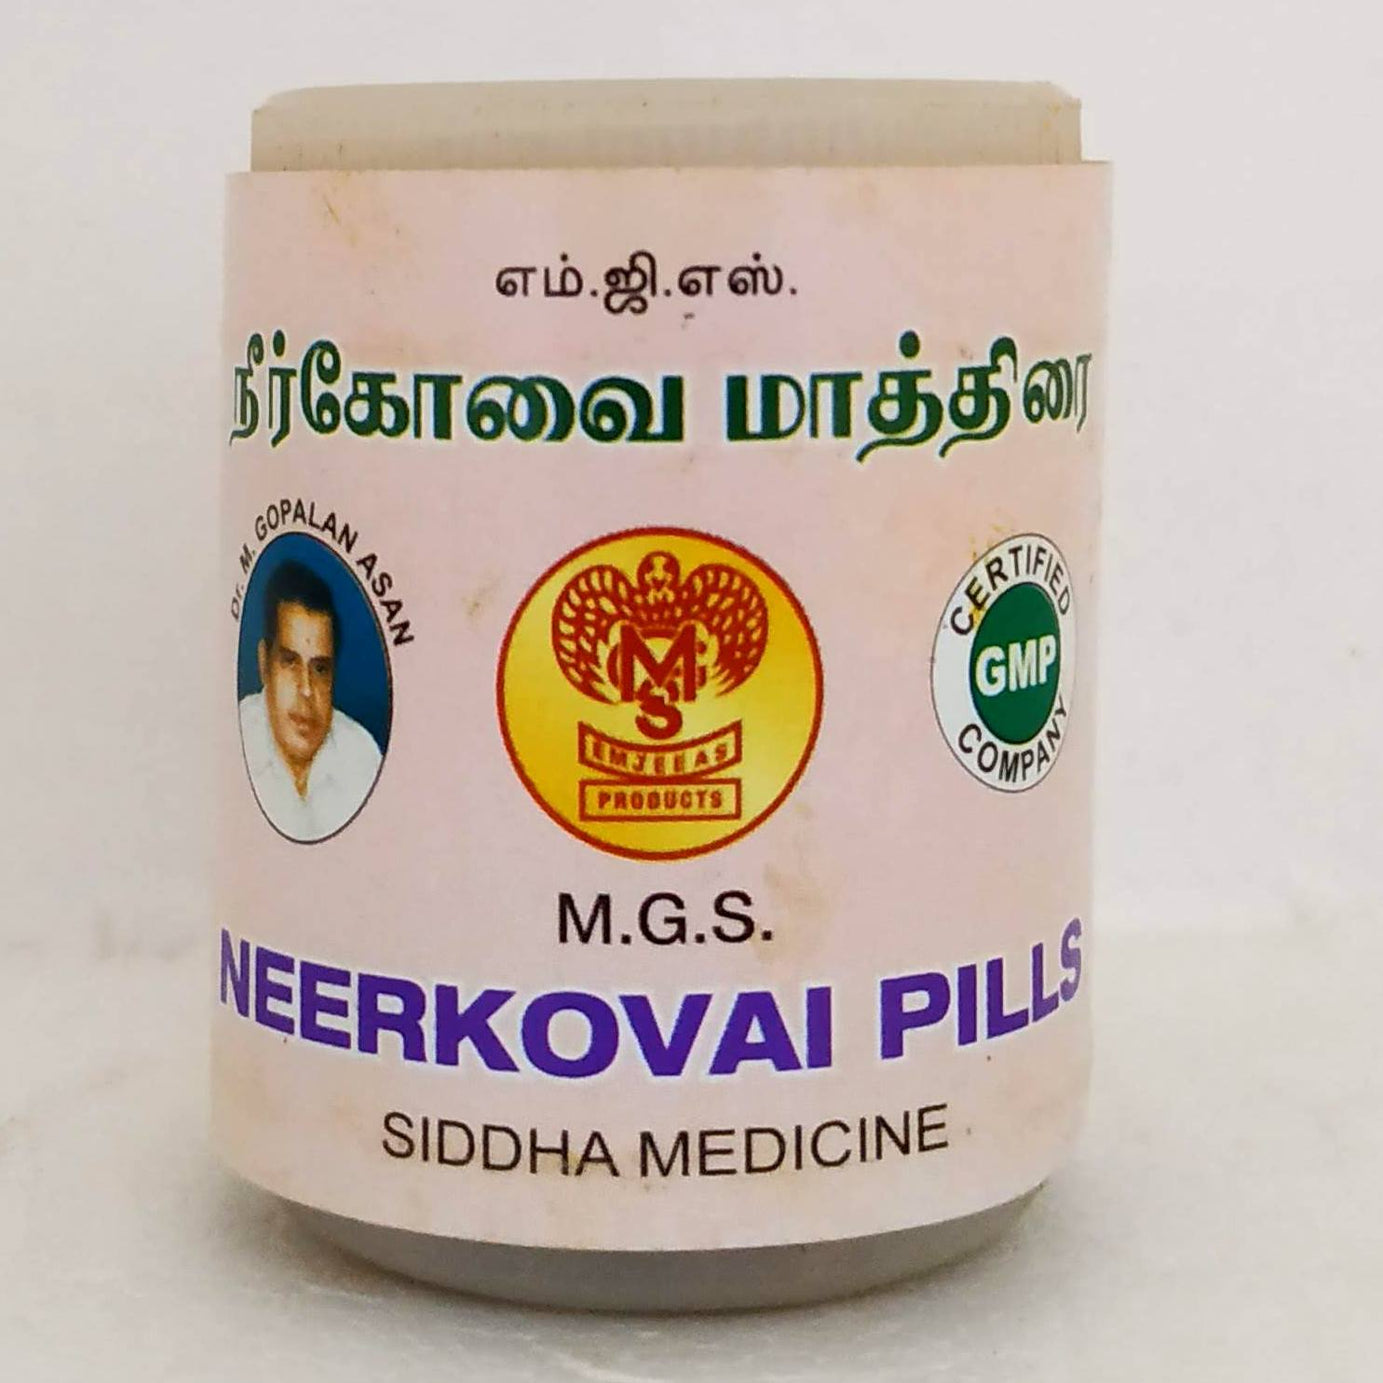 எம்.ஜி.எஸ்.
நீர்கோவை மாத்திரை
Dr. M. GOPALAN ASAN
MGS
EMJEEAS
PRODUCTS
CERTIFIED
GMP
COMPANY
M.G.S.
NEERKOVAI PILLS
SIDDHA MEDICINE